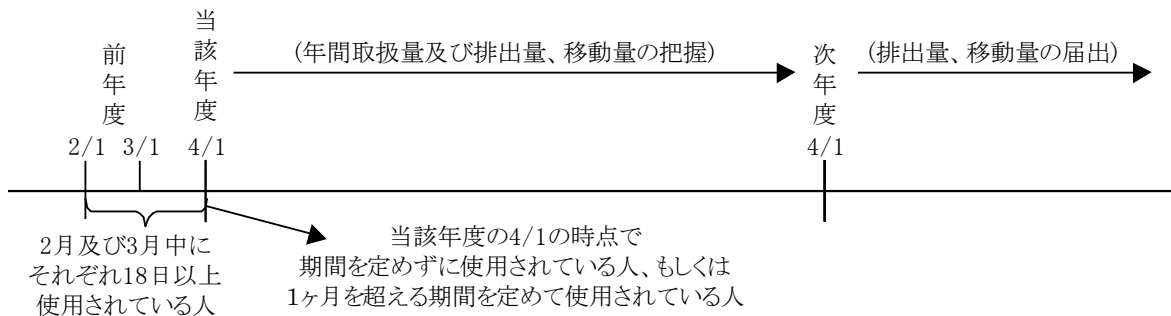 前年度
当該年度
(年間取扱量及び排出量、移動量の把握)
次年度
(排出量、移動量の届出)
2/1 3/1 4/1
4/1
2月及び3月中に
それぞれ18日以上
使用されている人
当該年度の4/1の時点で
期間を定めずに使用されている人、もしくは
1ヶ月を超える期間を定めて使用されている人